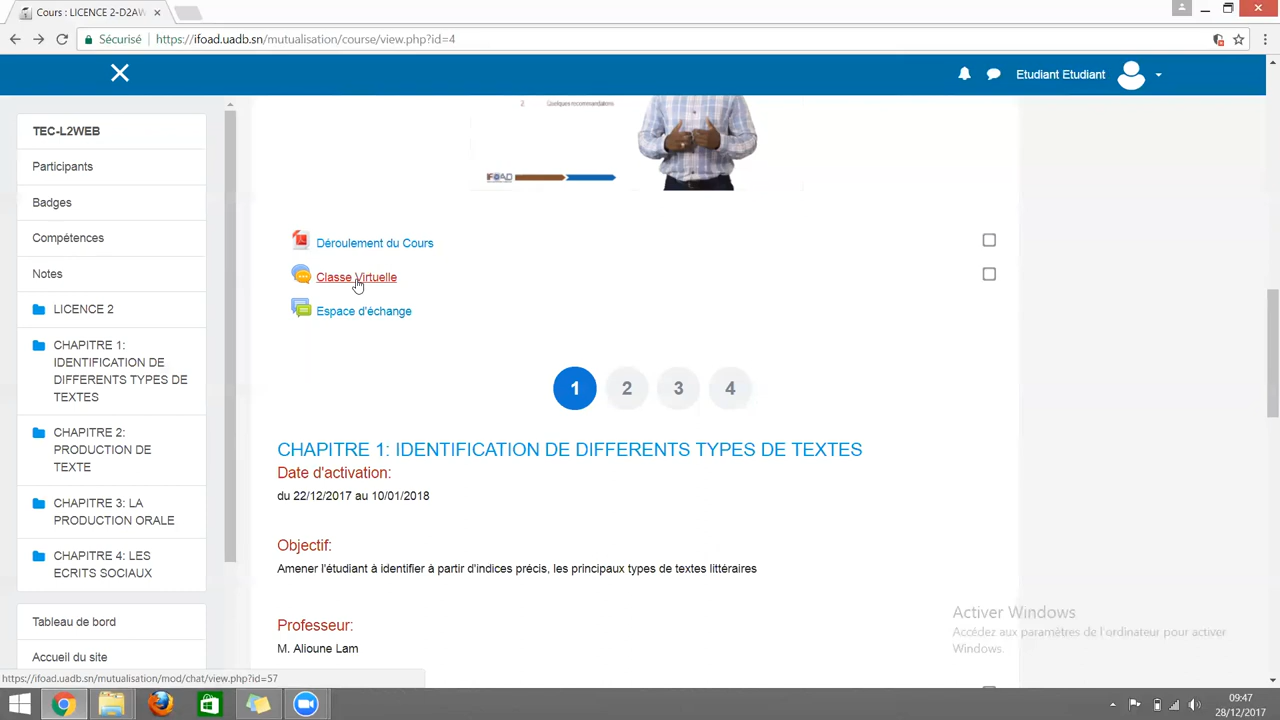 Cours : LICENCE 2-D2AW
Sécurisé
https://ifoad.uadb.sn/mutualisation/course/view.php?id=4
Etudiant Etudiant
TEC-L2WEB
Participants
Badges
Compétences
Notes
LICENCE 2
CHAPITRE 1:
IDENTIFICATION DE
DIFFERENTS TYPES DE
TEXTES
CHAPITRE 2:
PRODUCTION DE
TEXTE
CHAPITRE 3: LA
PRODUCTION ORALE
CHAPITRE 4: LES
ECRITS SOCIAUX
Tableau de bord
Accueil du site
2. Quelques recommandations
IFOAD
Déroulement du Cours
Classe Virtuelle
Espace d'échange
1 2 3 4
CHAPITRE 1: IDENTIFICATION DE DIFFERENTS TYPES DE TEXTES
Date d'activation:
du 22/12/2017 au 10/01/2018
Objectif:
Amener l'étudiant à identifier à partir d'indices précis, les principaux types de textes littéraires
Professeur:
M. Alioune Lam
Activer Windows
Accédez aux paramètres de l'ordinateur pour activer
Windows.
https://ifoad.uadb.sn/mutualisation/mod/chat/view.php?id=57
09:47
28/12/2017